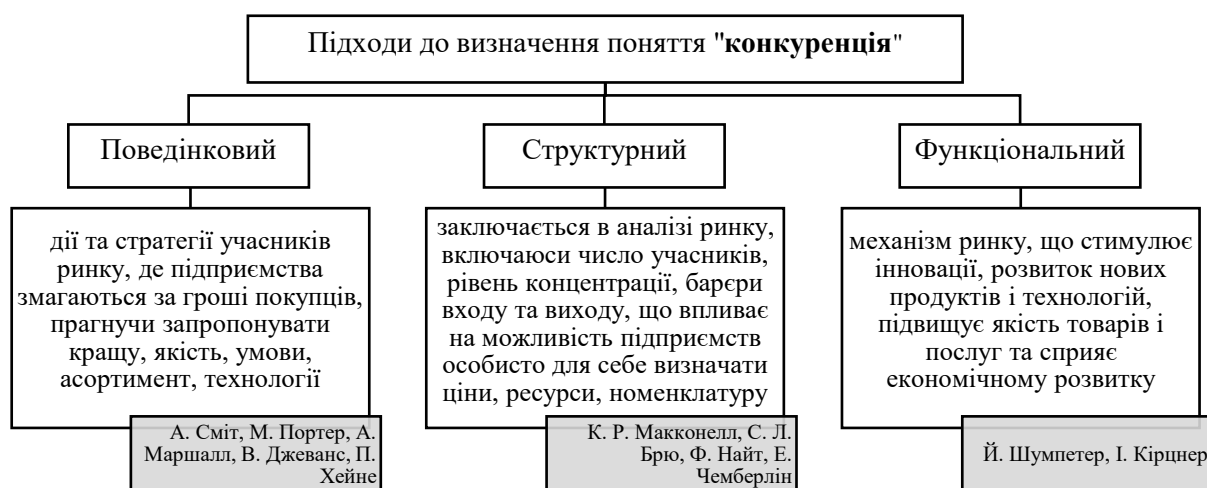 Підходи до визначення поняття "конкуренція"
Поведінковий
дії та стратегії учасників
ринку, де підприємства
змагаються за гроші покупців,
прагнучи запропонувати
кращу, якість, умови,
асортимент, технології
А. Сміт, М. Портер, А.
Маршалл, В. Джеванс, П.
Хейне
Структурний
заключається в аналізі ринку,
включаюси число учасників,
рівень концентрації, барєри
входу та виходу, що впливає
на можливість підприємств
особисто для себе визначати
ціни, ресурси, номенклатуру
К. Р. Макконелл, С. Л.
Брю, Ф. Найт, Е.
Чемберлін
Функціональний
механізм ринку, що стимулює
інновації, розвиток нових
продуктів і технологій,
підвищує якість товарів і
послуг та сприяє
економічному розвитку
Й. Шумпетер, І. Кірцнер